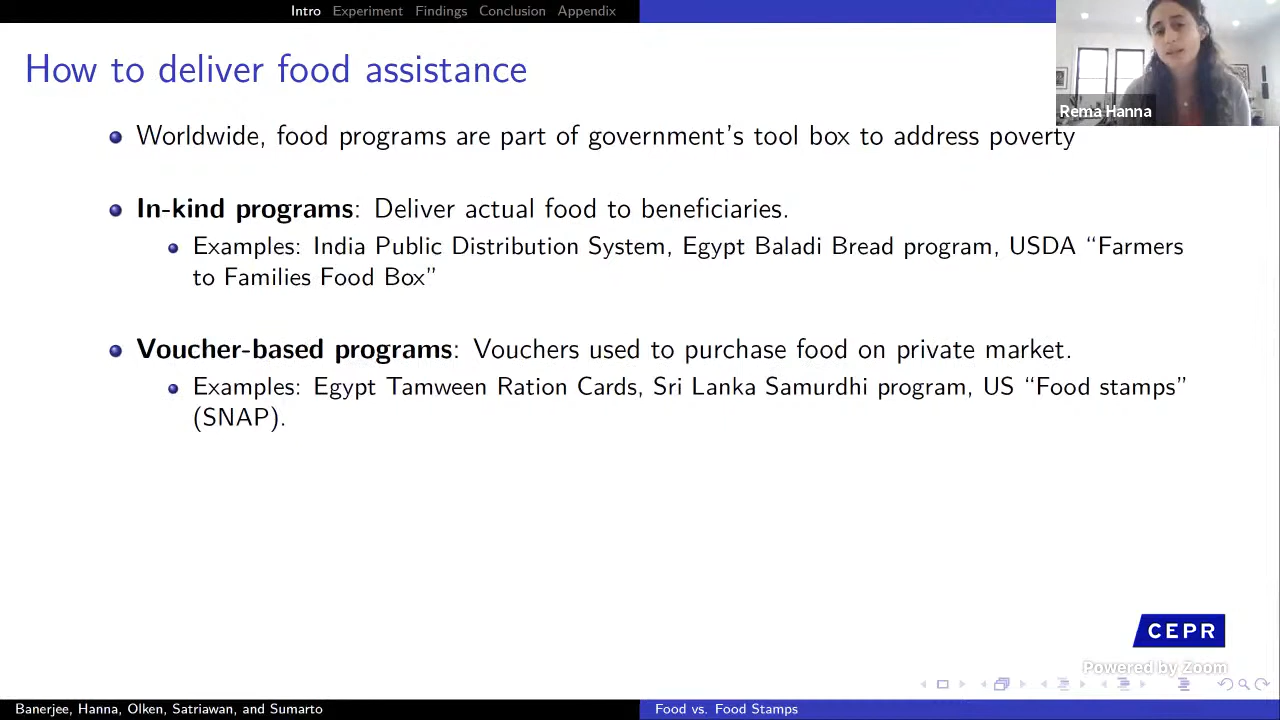 Intro Experiment Findings Conclusion Appendix
How to deliver food assistance
Rema Hanna
Worldwide, food programs are part of government's tool box to address poverty
In-kind programs: Deliver actual food to beneficiaries.
Examples: India Public Distribution System, Egypt Baladi Bread program, USDA “Farmers
to Families Food Box”
Voucher-based programs: Vouchers used to purchase food on private market.
Examples: Egypt Tamween Ration Cards, Sri Lanka Samurdhi program, US “Food stamps”
(SNAP).
CEPR
Powered by Zoom
Banerjee, Hanna, Olken, Satriawan, and Sumarto
Food vs. Food Stamps